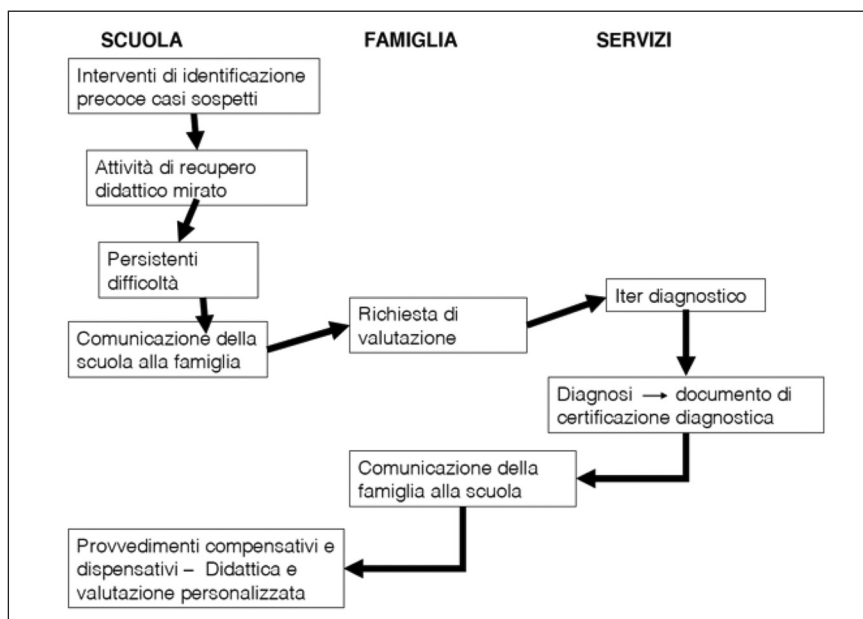 SCUOLA FAMIGLIA SERVIZI
Interventi di identificazione
precoce casi sospetti
Attività di recupero
didattico mirato
Persistenti
difficoltà
Comunicazione della
scuola alla famiglia
Richiesta di
valutazione
Iter diagnostico
Diagnosi → documento di
certificazione diagnostica
Comunicazione della
famiglia alla scuola
Provvedimenti compensativi e
dispensativi – Didattica e
valutazione personalizzata